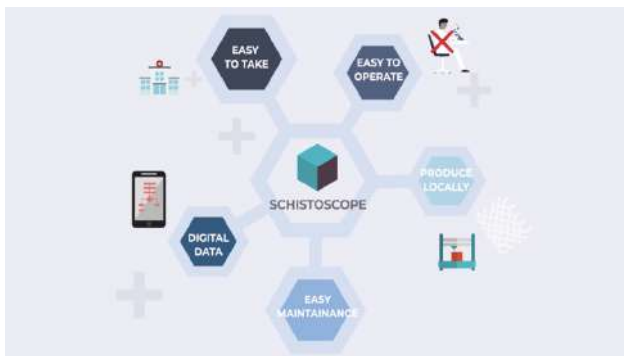 EASY
TO TAKE
EASY TO
OPERATE
SCHISTOSCOPE
PRODUCE
LOCALLY
DIGITAL
DATA
EASY
MAINTAINANCE